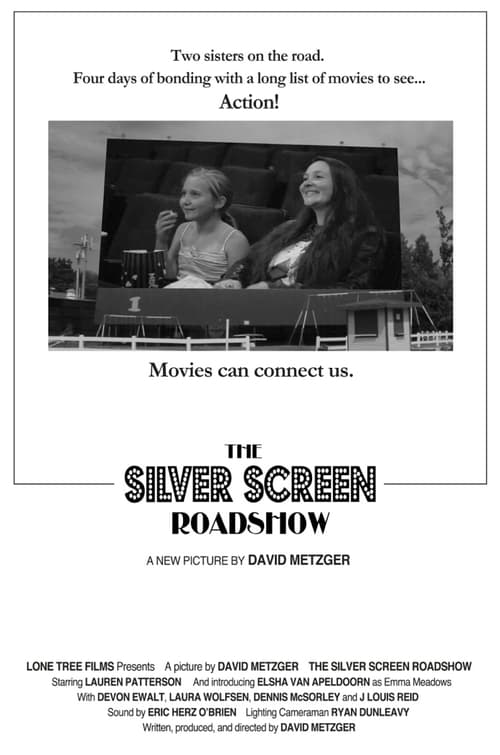 Two sisters on the road.
Four days of bonding with a long list of movies to see...
Action!
1
Movies can connect us.
THE
SILVER SCREEN
ROADSHOW
A NEW PICTURE BY DAVID METZGER
LONE TREE FILMS Presents A picture by DAVID METZGER THE SILVER SCREEN ROADSHOW
Starring LAUREN PATTERSON And introducing ELSHA VAN APELDOORN as Emma Meadows
With DEVON EWALT, LAURA WOLFSEN, DENNIS McSORLEY and J LOUIS REID
Sound by ERIC HERZ O'BRIEN Lighting Cameraman RYAN DUNLEAVY
Written, produced, and directed by DAVID METZGER